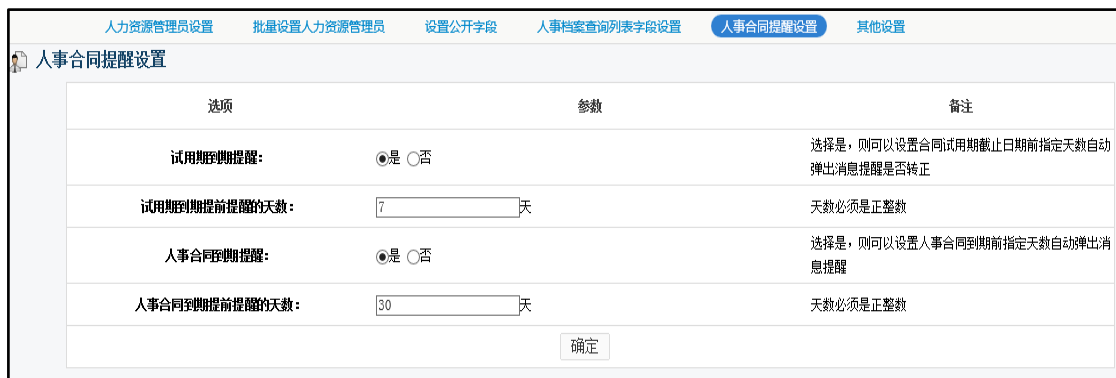 人力资源管理员设置 批量设置人力资源管理员 设置公开字段 人事档案查询列表字段设置 人事合同提醒设置 其他设置
人事合同提醒设置
选项 参数 备注
试用期到期提醒： 是 否 选择是，则可以设置合同试用期截止日期前指定天数自动
弹出消息提醒是否转正
试用期到期提前提醒的天数： 7 天 天数必须是正整数
人事合同到期提醒： 是 否 选择是，则可以设置人事合同到期前指定天数自动弹出消
息提醒
人事合同到期提前提醒的天数： 30 天 天数必须是正整数
确定